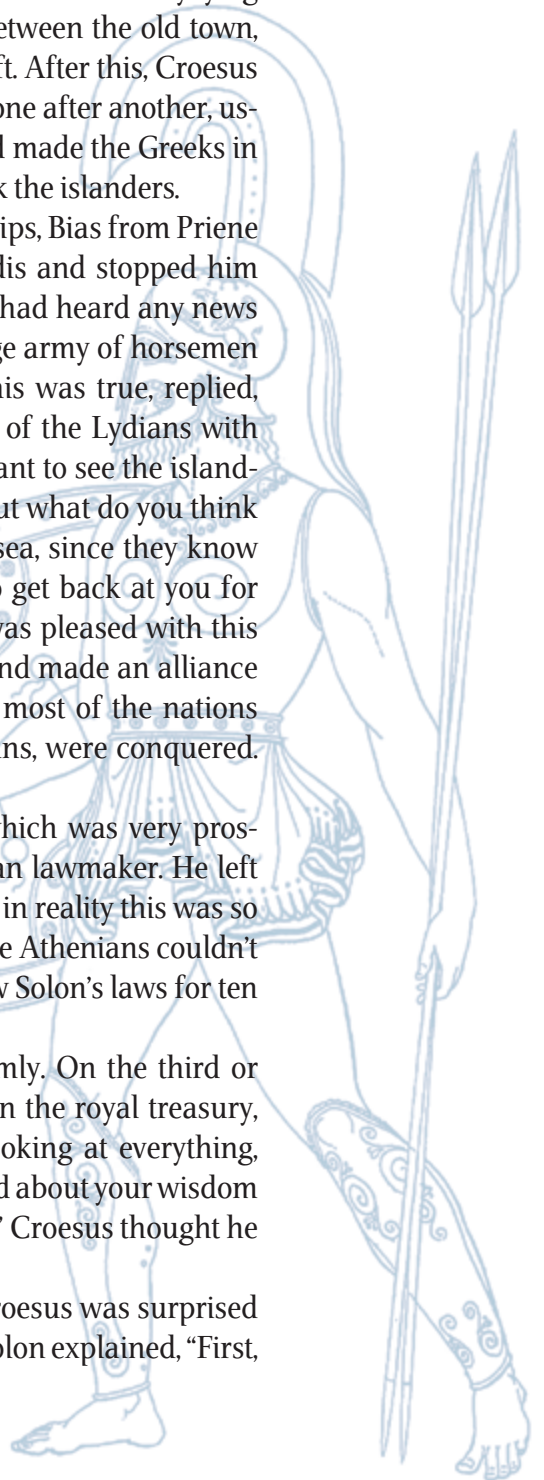 etween the old town,
ft. After this, Croesus
one after another, us-
d made the Greeks in
k the islanders.
ips, Bias from Priene
dis and stopped him
had heard any news
ge army of horsemen
his was true, replied,
of the Lydians with
ant to see the island-
ut what do you think
sea, since they know
o get back at you for
was pleased with this
nd made an alliance
most of the nations
ans, were conquered.
which was very pros-
an lawmaker. He left
in reality this was so
e Athenians couldn’t
w Solon’s laws for ten
mly. On the third or
n the royal treasury,
oking at everything,
d about your wisdom
” Croesus thought he
roesus was surprised
olon explained, “First,